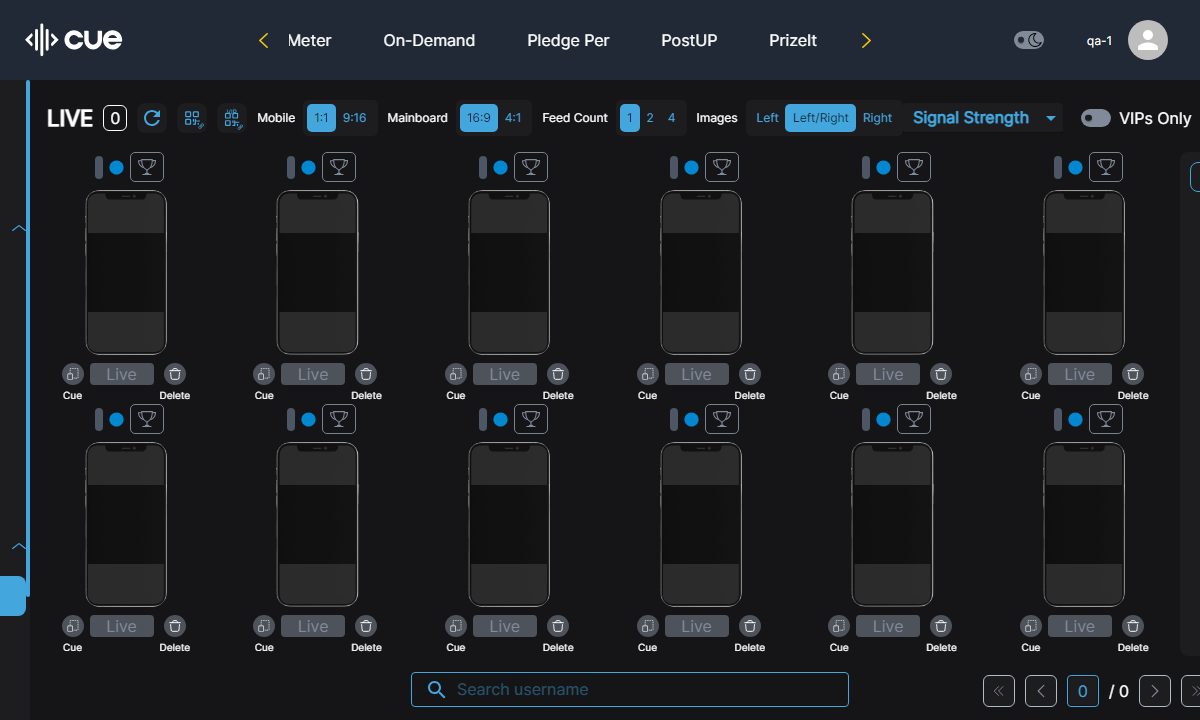 cue
Meter On-Demand Pledge Per PostUP PrizeIt
qa-1
LIVE 0 Mobile 1:1 9:16 Mainboard 16:9 4:1 Feed Count 1 2 4 Images Left Left/Right Right Signal Strength VIPs Only
Live Live Live Live Live Live
Cue Delete Cue Delete Cue Delete Cue Delete Cue Delete Cue Delete
Live Live Live Live Live Live
Cue Delete Cue Delete Cue Delete Cue Delete Cue Delete Cue Delete
Search username
0 / 0